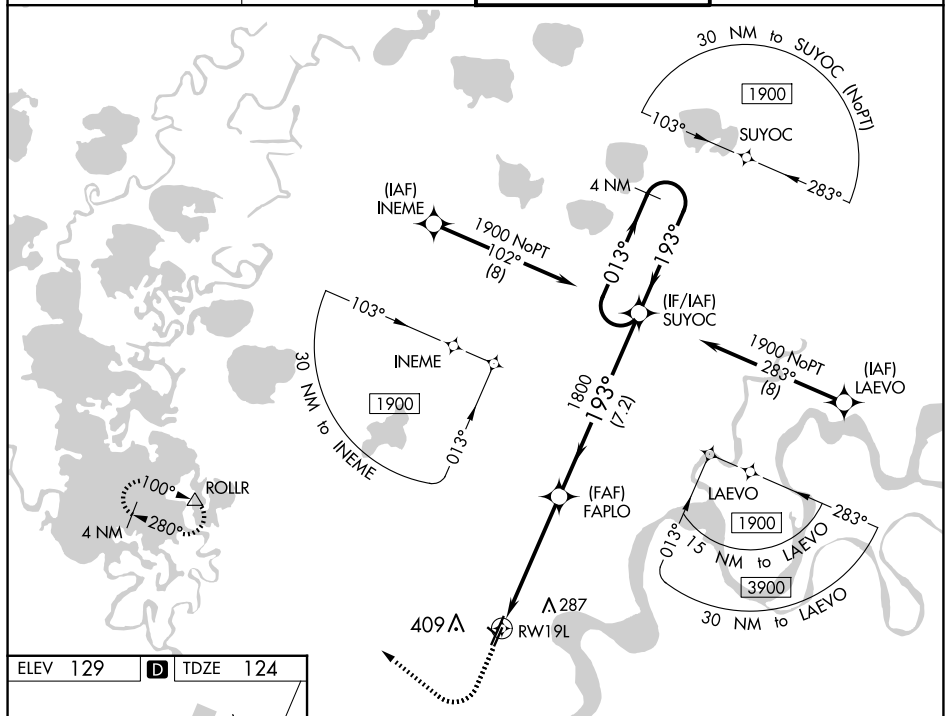 30 NM to SUYOC (NoPT)
1900
103°
SUYOC
283°
4 NM
(IAF)
INEME
1900 NoPT
102°
(8)
013°
193°
(IF/IAF)
SUYOC
103°
INEME
30 NM to INEME
1900
013°
1900 NoPT
283°
(8)
(IAF)
LAEVO
1800
193°
(7.2)
100°
ROLLR
4 NM
280°
(FAF)
FAPLO
LAEVO
1900
283°
013°
15 NM to LAEVO
3900
30 NM to LAEVO
409
287
RW19L
ELEV 129 D TDZE 124